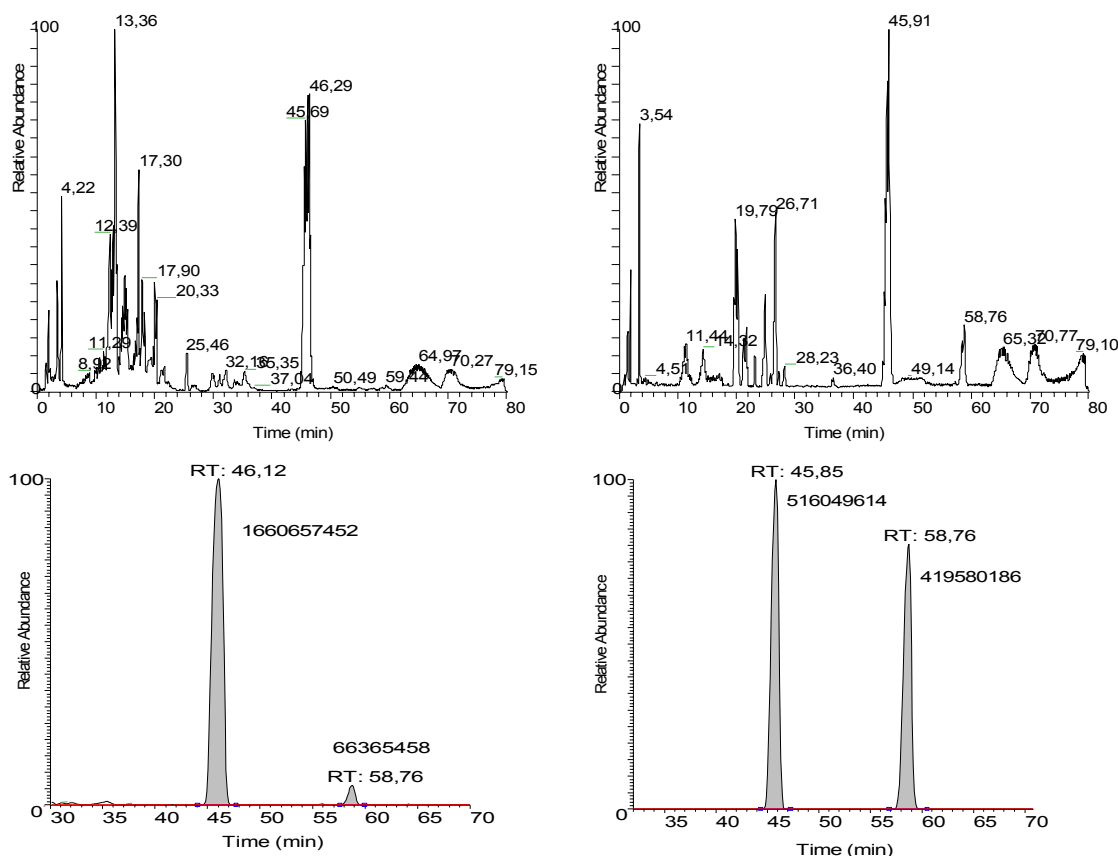 100
13,36
46,29
45,69
17,30
4,22
12,39
17,90
20,33
11,29
8,92
25,46
35,35
37,04
50,49
59,44
64,97
70,27
79,15
Relative Abundance
0
0 10 20 30 40 50 60 70 80
Time (min)
100
45,91
3,54
19,79
26,71
58,76
11,44
4,51
28,23
36,40
49,14
70,77
79,10
Relative Abundance
0
0 10 20 30 40 50 60 70 80
Time (min)
RT: 46,12
100
1660657452
66365458
RT: 58,76
Relative Abundance
0
30 35 40 45 50 55 60 65 70
Time (min)
RT: 45,85
100
516049614
RT: 58,76
419580186
Relative Abundance
0
35 40 45 50 55 60 65 70
Time (min)